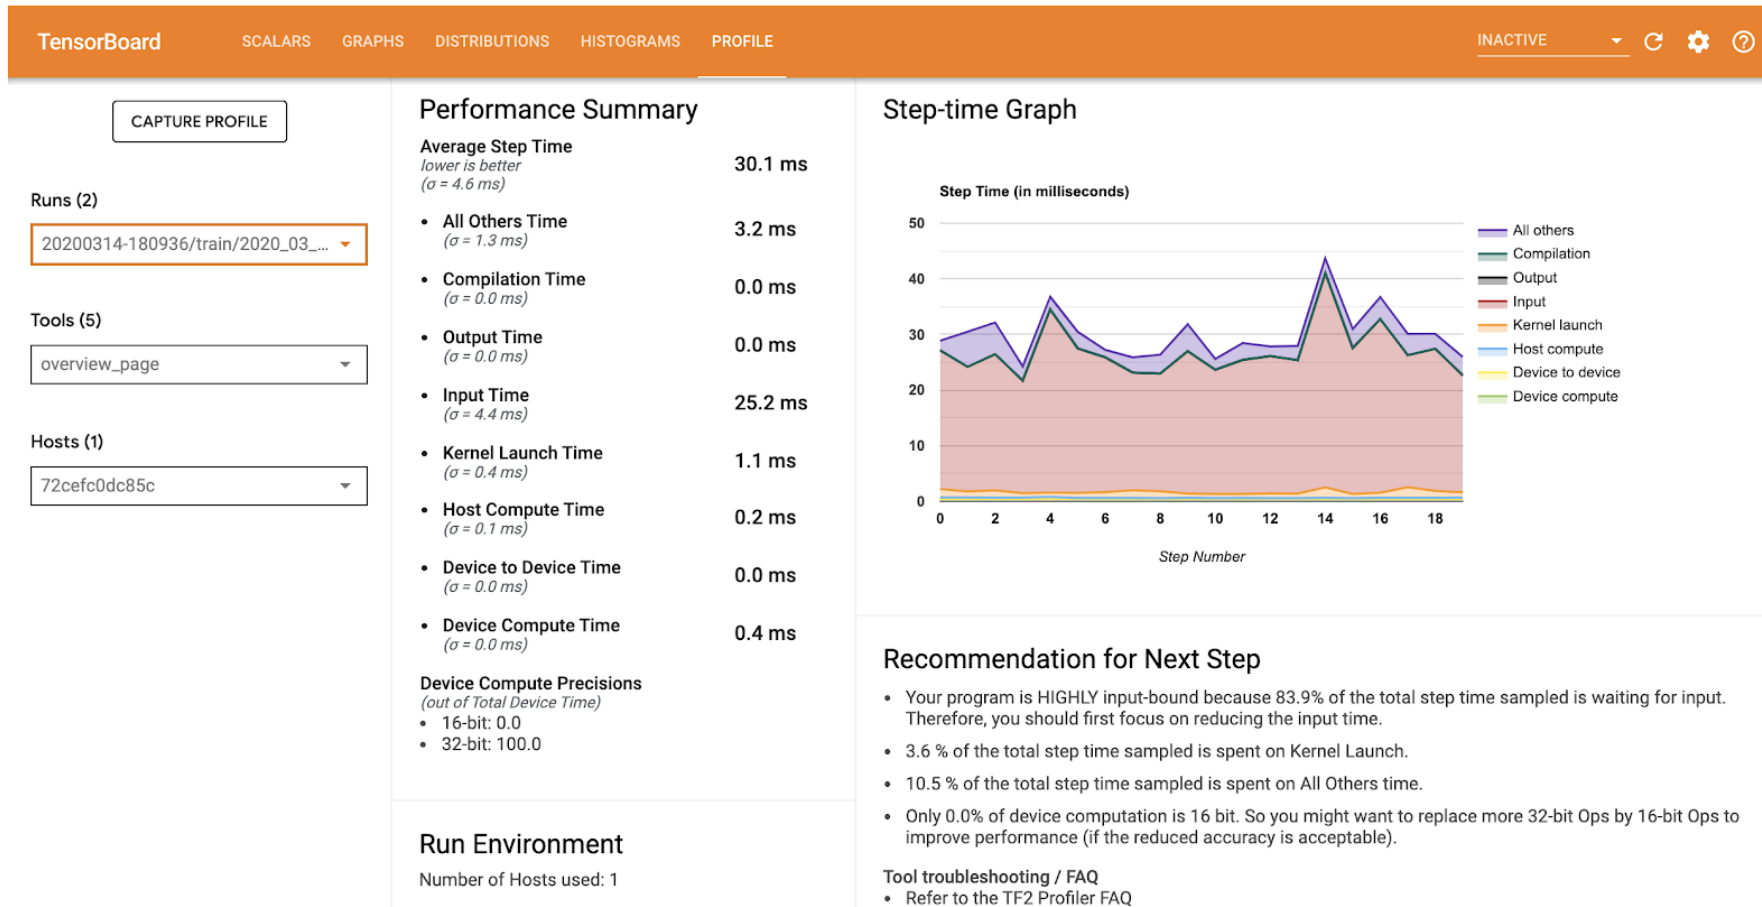 TensorBoard
SCALARS
GRAPHS
DISTRIBUTIONS
HISTOGRAMS
PROFILE
INACTIVE
CAPTURE PROFILE
Runs (2)
20200314-180936/train/2020_03_...
Tools (5)
overview_page
Hosts (1)
72cefc0dc85c
Performance Summary
Average Step Time
lower is better
(σ = 4.6 ms)
30.1 ms
• All Others Time
(σ = 1.3 ms)
3.2 ms
• Compilation Time
(σ = 0.0 ms)
0.0 ms
• Output Time
(σ = 0.0 ms)
0.0 ms
• Input Time
(σ = 4.4 ms)
25.2 ms
• Kernel Launch Time
(σ = 0.4 ms)
1.1 ms
• Host Compute Time
(σ = 0.1 ms)
0.2 ms
• Device to Device Time
(σ = 0.0 ms)
0.0 ms
• Device Compute Time
(σ = 0.0 ms)
0.4 ms
Device Compute Precisions
(out of Total Device Time)
• 16-bit: 0.0
• 32-bit: 100.0
Run Environment
Number of Hosts used: 1
Step-time Graph
Step Time (in milliseconds)
50
40
30
20
10
0
0 2 4 6 8 10 12 14 16 18
Step Number
All others
Compilation
Output
Input
Kernel launch
Host compute
Device to device
Device compute
Recommendation for Next Step
• Your program is HIGHLY input-bound because 83.9% of the total step time sampled is waiting for input.
Therefore, you should first focus on reducing the input time.
• 3.6 % of the total step time sampled is spent on Kernel Launch.
• 10.5 % of the total step time sampled is spent on All Others time.
• Only 0.0% of device computation is 16 bit. So you might want to replace more 32-bit Ops by 16-bit Ops to
improve performance (if the reduced accuracy is acceptable).
Tool troubleshooting / FAQ
• Refer to the TF2 Profiler FAQ